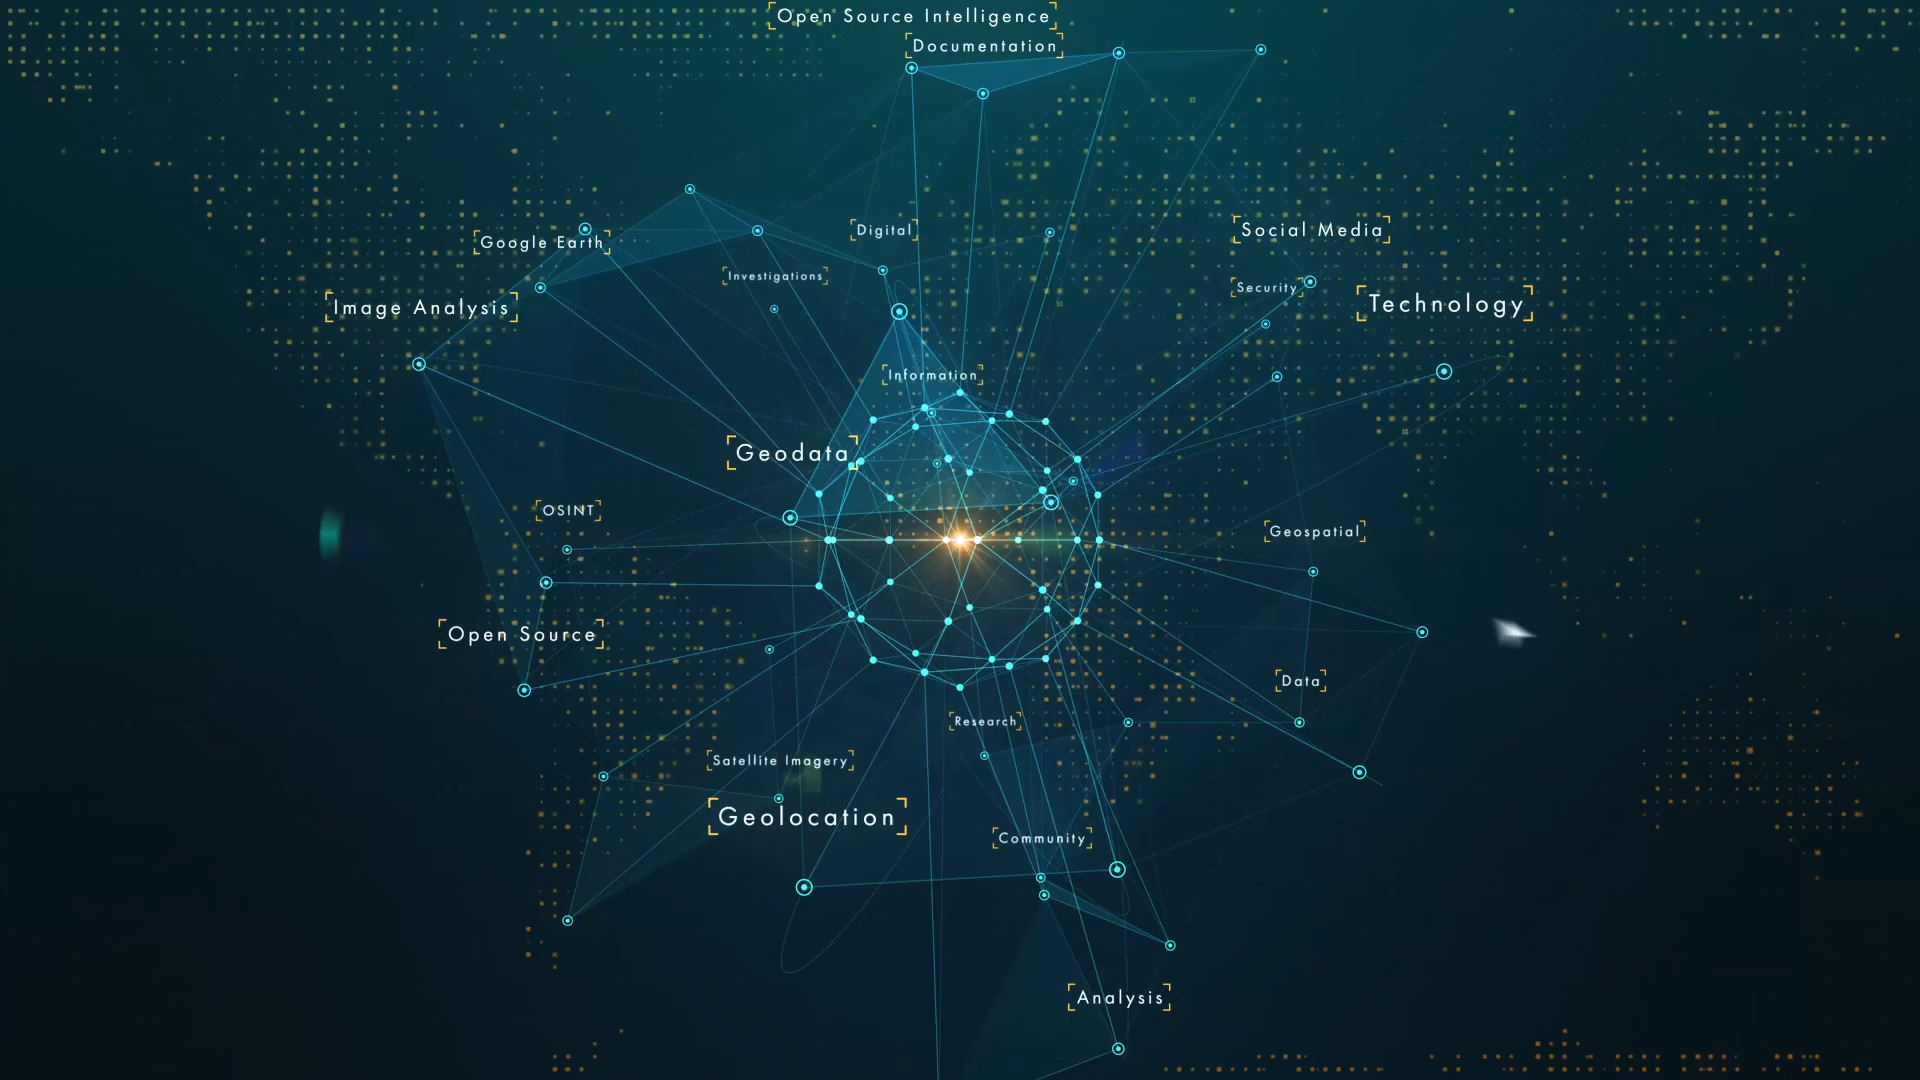 Open Source Intelligence
Documentation
Digital
Social Media
Google Earth
Investigations
Security
Technology
Image Analysis
Information
Geodata
OSINT
Geospatial
Open Source
Data
Research
Satellite Imagery
Geolocation
Community
Analysis